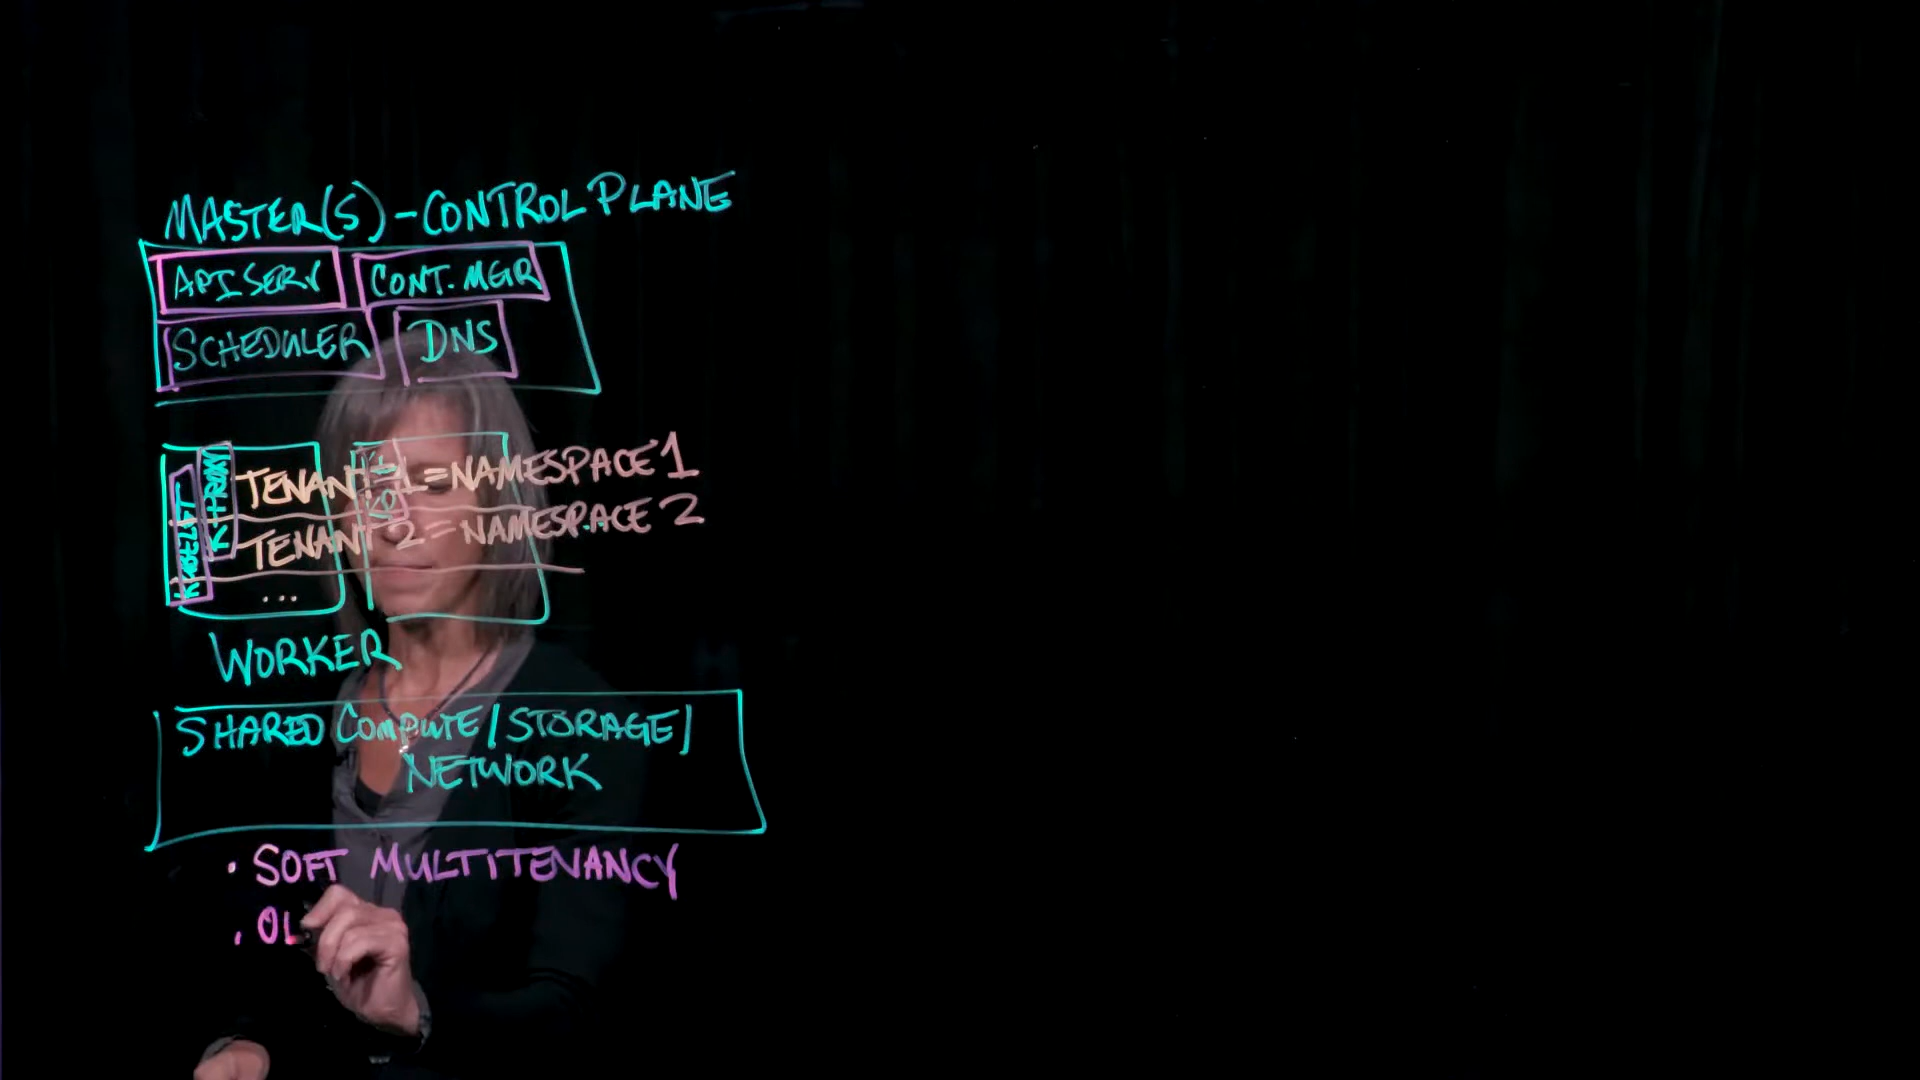 MASTER(S) - CONTROL PLANE
API SERV CONT. MGR
SCHEDULER DNS
KUBELET K-PROXY TENANT 1 = NAMESPACE 1
TENANT 2 = NAMESPACE 2
...
WORKER
SHARED COMPUTE / STORAGE /
NETWORK
• SOFT MULTITENANCY
• OL